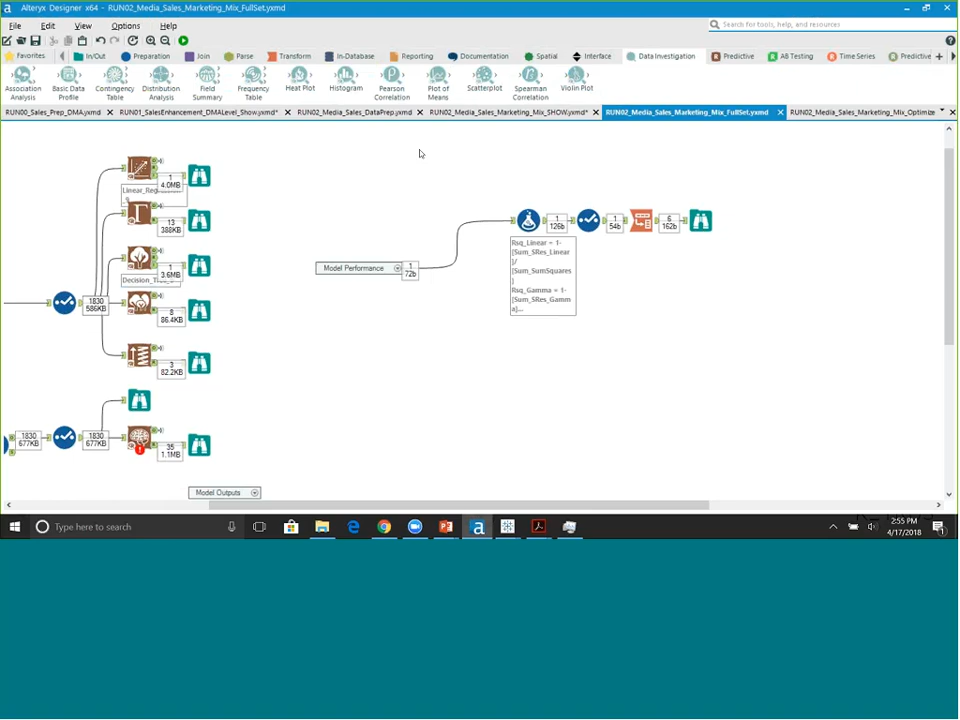 Alteryx Designer x64 - RUN02_Media_Sales_Marketing_Mix_FullSet.yxmd
File Edit View Options Help
Search for tools, help, and resources
Favorites In/Out Preparation Join Parse Transform In-Database Reporting Documentation Spatial Interface Data Investigation Predictive AB Testing Time Series Predictive
Association Analysis
Basic Data Profile
Contingency Table
Distribution Analysis
Field Summary
Frequency Table
Heat Plot
Histogram
Pearson Correlation
Plot of Means
Scatterplot
Spearman Correlation
Violin Plot
RUN00_Sales_Prep_DMA.yxmd RUN01_SalesEnhancement_DMALevel_Show.yxmd* RUN02_Media_Sales_DataPrep.yxmd RUN02_Media_Sales_Marketing_Mix_SHOW.yxmd* RUN02_Media_Sales_Marketing_Mix_FullSet.yxmd RUN02_Media_Sales_Marketing_Mix_Optimize
1
4.0MB
13
388KB
1
3.6MB
1830
586KB
8
86.4KB
3
82.2KB
1830
677KB
1830
677KB
35
1.1MB
Model Outputs
Model Performance
1
72b
1
126b
1
54b
6
162b
Rsq_Linear = 1-
[Sum_SRes_Linear
]/
[Sum_SumSquares
]
Rsq_Gamma = 1-
[Sum_SRes_Gamm
a]...
Type here to search
2:55 PM
4/17/2018